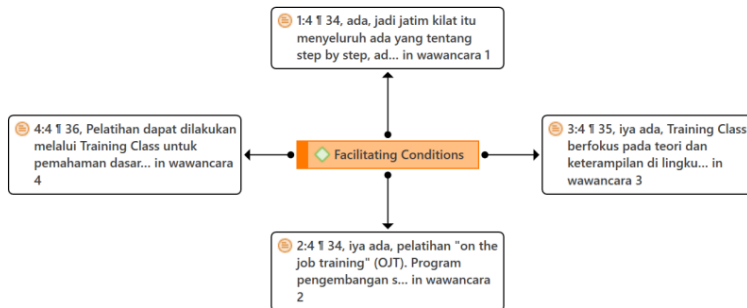 1:4 ¶ 34, ada, jadi jatim kilat itu
menyeluruh ada yang tentang
step by step, ad... in wawancara 1
4:4 ¶ 36, Pelatihan dapat dilakukan
melalui Training Class untuk
pemahaman dasar... in wawancara
4
Facilitating Conditions
3:4 ¶ 35, iya ada, Training Class
berfokus pada teori dan
keterampilan di lingku... in
wawancara 3
2:4 ¶ 34, iya ada, pelatihan "on the
job training" (OJT). Program
pengembangan s... in wawancara
2